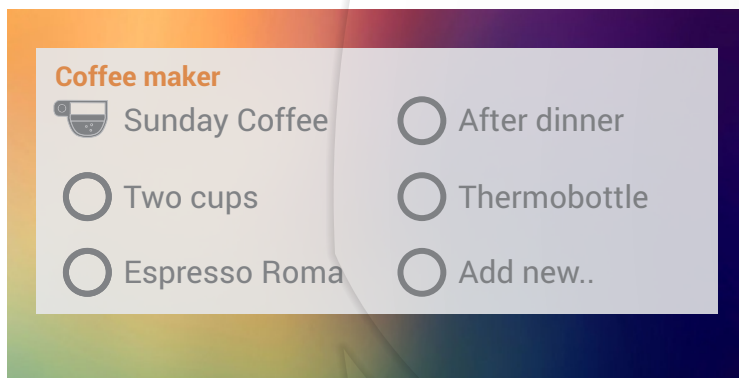 Coffee maker
Sunday Coffee
After dinner
Two cups
Thermobottle
Espresso Roma
Add new..